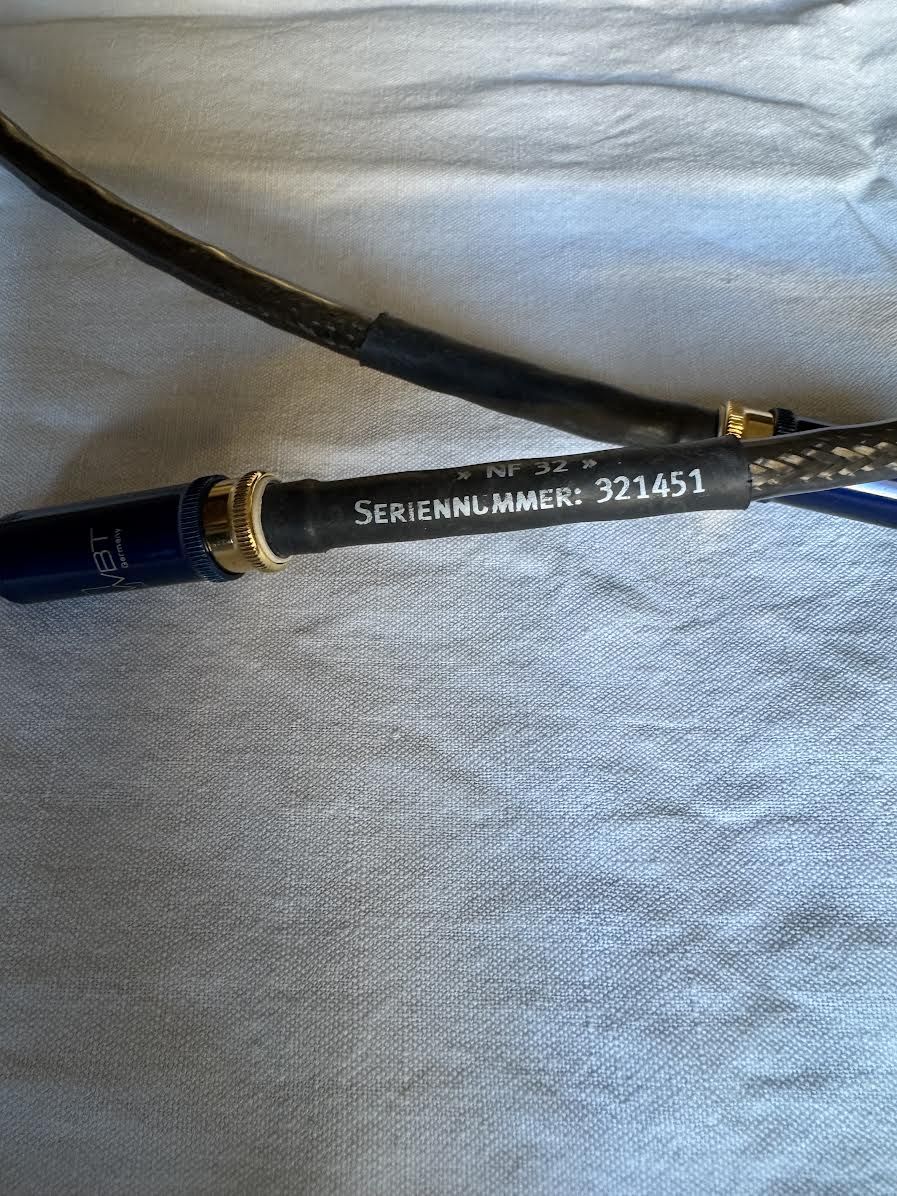 » NF 32 »
SERIENNUMMER: 321451
WBT
Germany